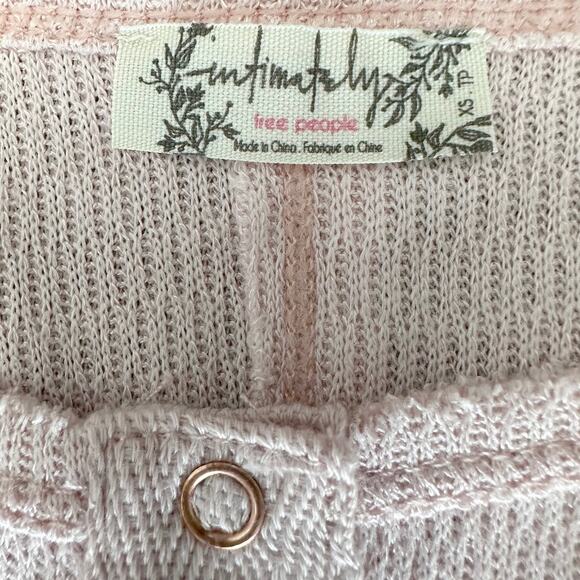 intimately
free people
Made in China . Fabriqué en Chine
XS TP